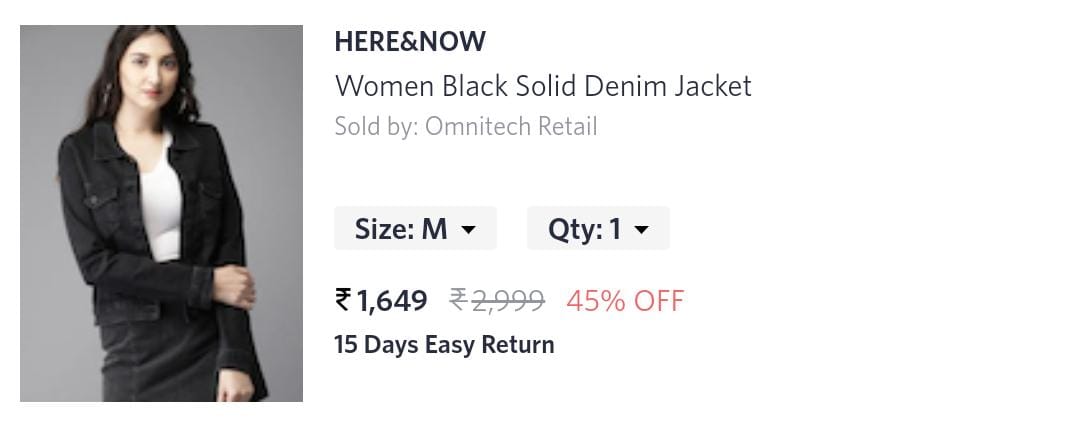 HERE&NOW
Women Black Solid Denim Jacket
Sold by: Omnitech Retail
Size: M Qty: 1
₹1,649 ₹2,999 45% OFF
15 Days Easy Return